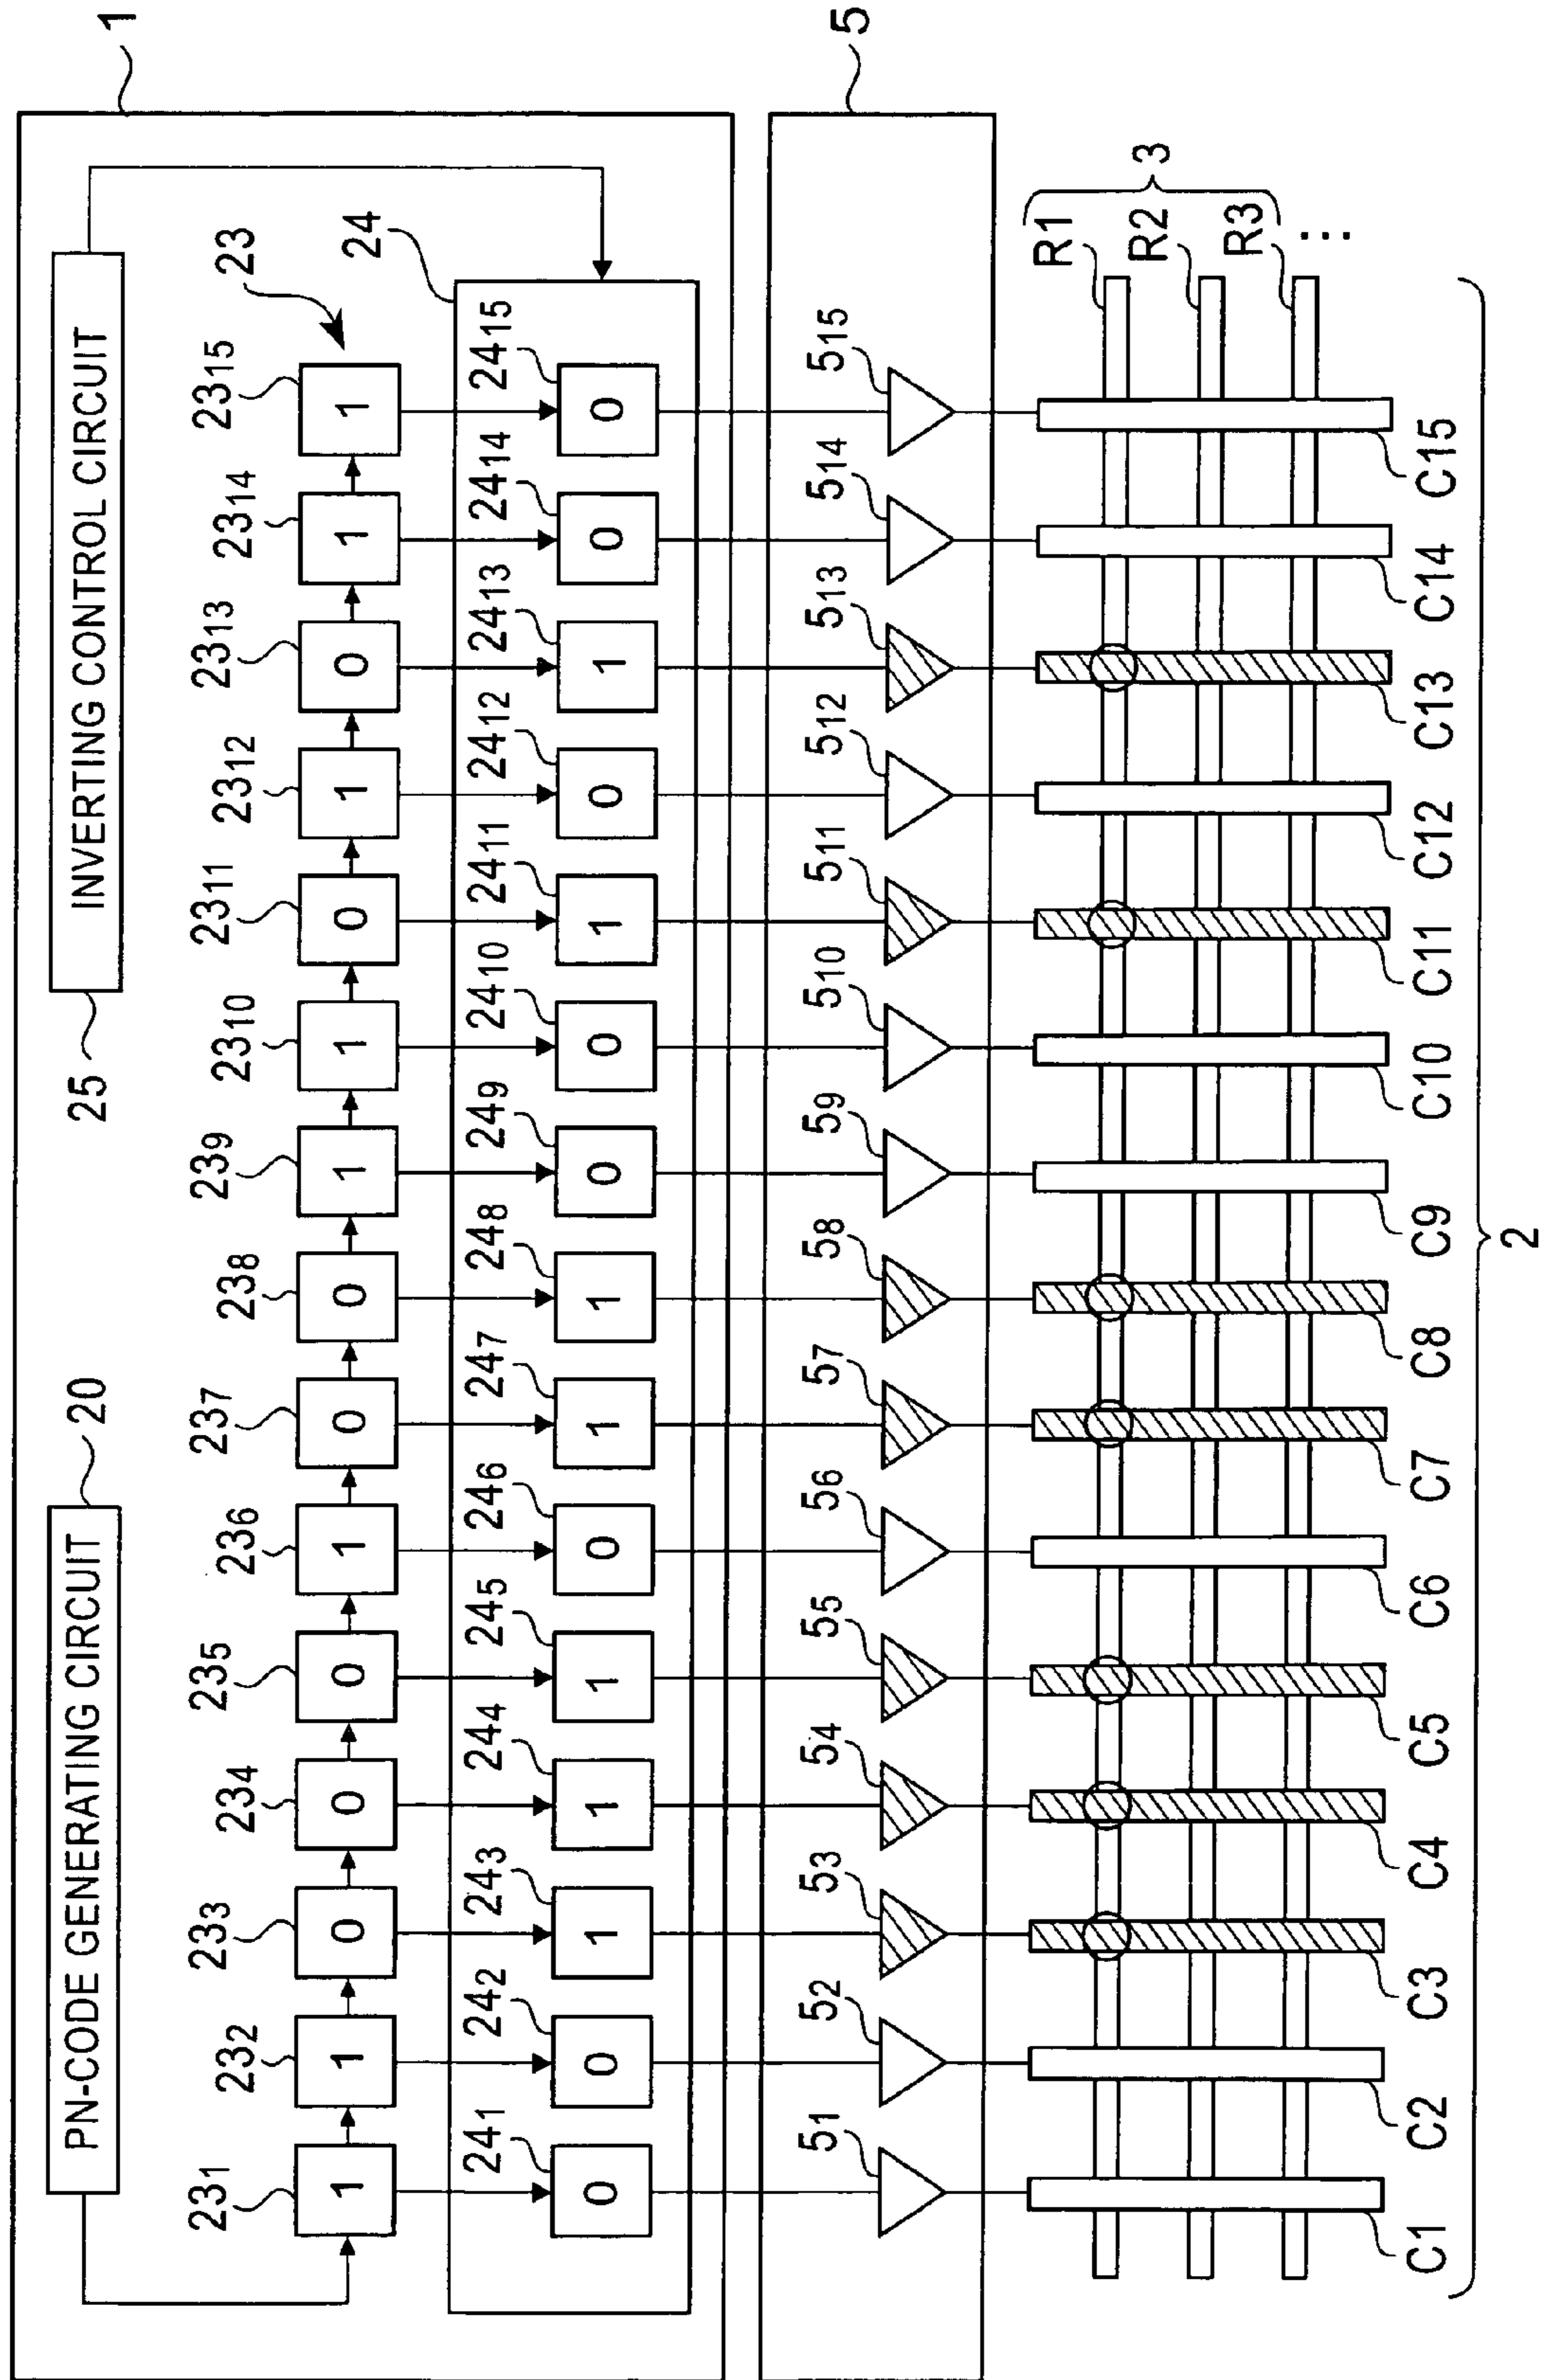 1
PN-CODE GENERATING CIRCUIT
20
25
INVERTING CONTROL CIRCUIT
23
231 232 233 234 235 236 237 238 239 2310 2311 2312 2313 2314 2315
1 1 0 0 0 1 0 0 1 1 0 1 0 1 1
24
241 242 243 244 245 246 247 248 249 2410 2411 2412 2413 2414 2415
0 0 1 1 1 0 1 1 0 0 1 0 1 0 0
5
51 52 53 54 55 56 57 58 59 510 511 512 513 514 515
R1
R2
R3
3
...
C1 C2 C3 C4 C5 C6 C7 C8 C9 C10 C11 C12 C13 C14 C15
2